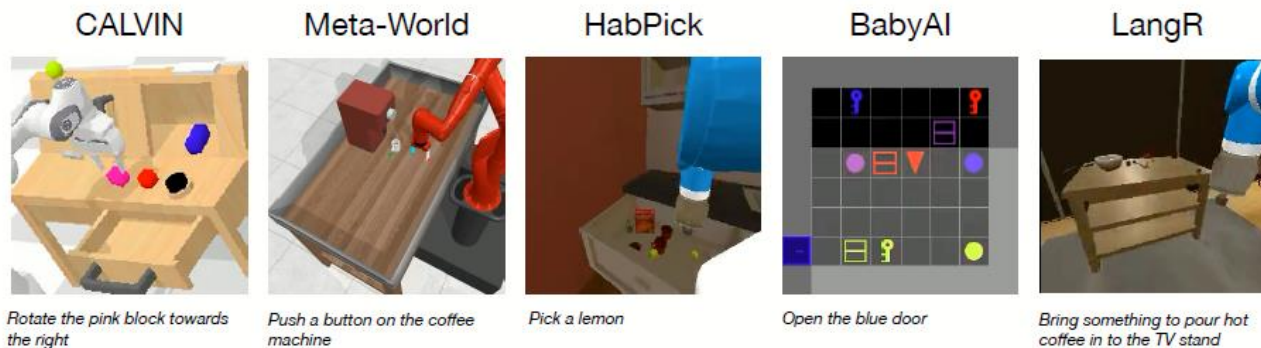 CALVIN
Meta-World
HabPick
BabyAI
LangR
Rotate the pink block towards
the right
Push a button on the coffee
machine
Pick a lemon
Open the blue door
Bring something to pour hot
coffee in to the TV stand